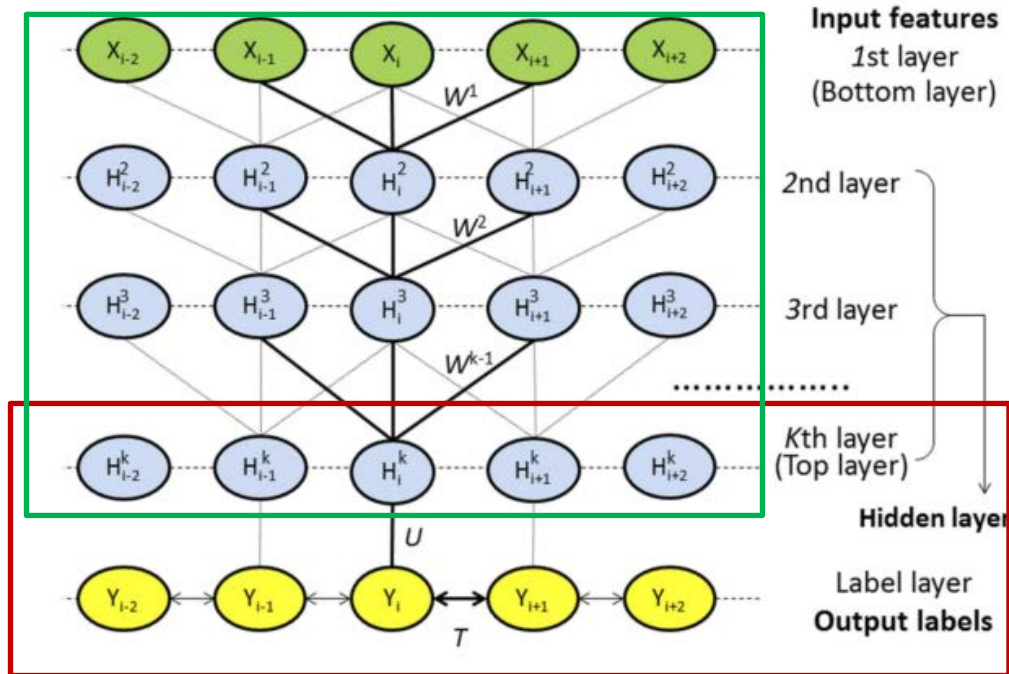 X_{i-2} X_{i-1} X_i X_{i+1} X_{i+2}
Input features
1st layer
(Bottom layer)
W^1
H^2_{i-2} H^2_{i-1} H^2_i H^2_{i+1} H^2_{i+2}
2nd layer
W^2
H^3_{i-2} H^3_{i-1} H^3_i H^3_{i+1} H^3_{i+2}
3rd layer
W^{k-1}
................
H^k_{i-2} H^k_{i-1} H^k_i H^k_{i+1} H^k_{i+2}
Kth layer
(Top layer)
Hidden layer
U
Y_{i-2} Y_{i-1} Y_i Y_{i+1} Y_{i+2}
Label layer
Output labels
T